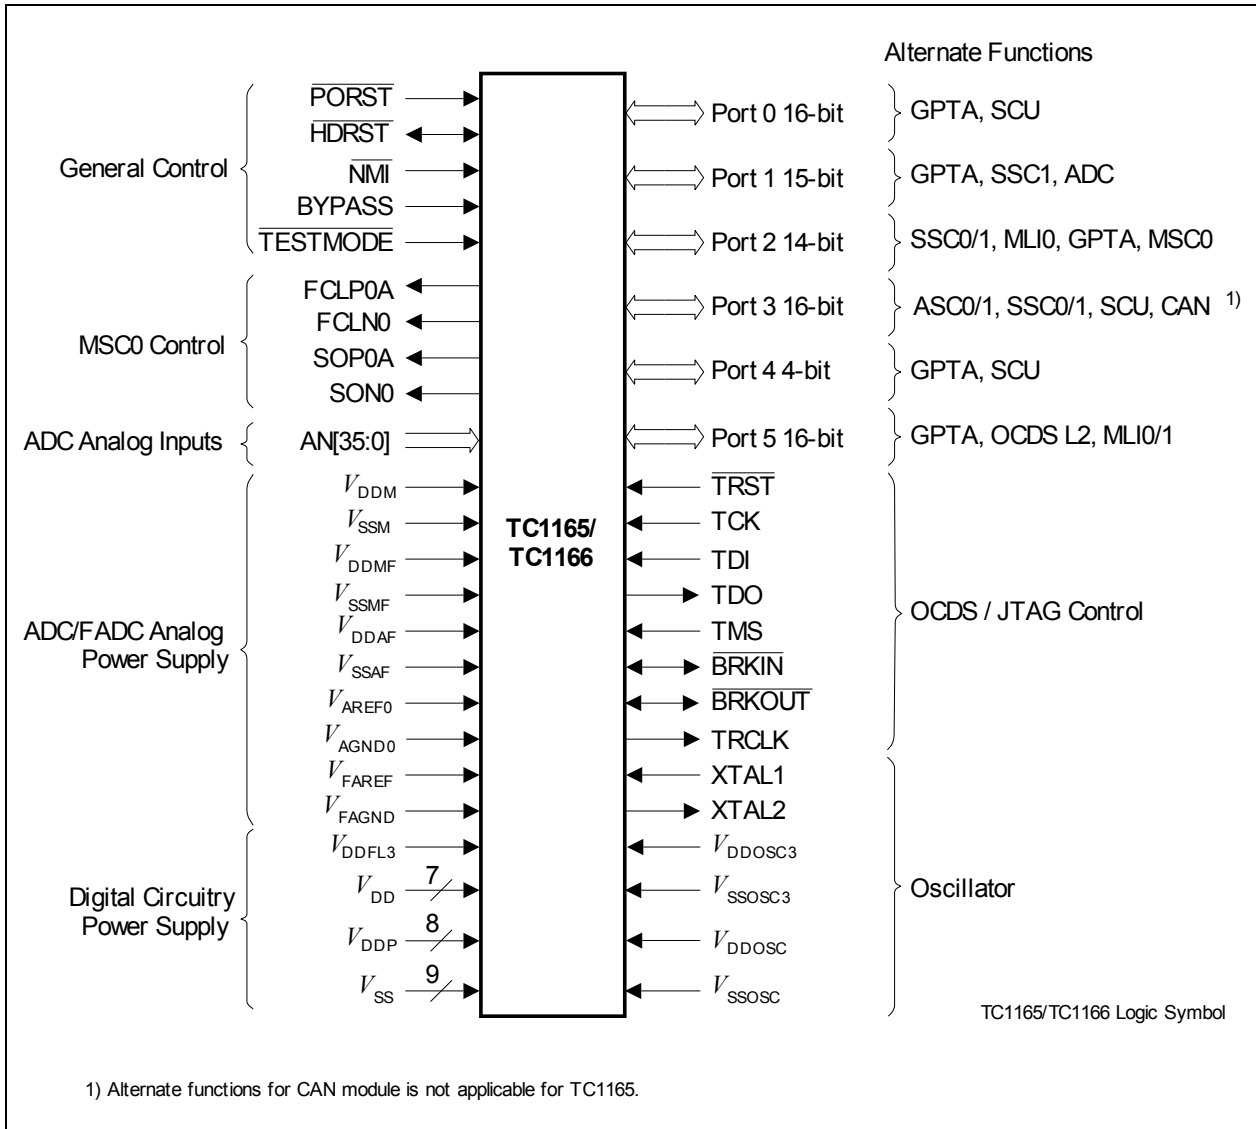 Alternate Functions
General Control
PORST
HDRST
NMI
BYPASS
TESTMODE
MSC0 Control
FCLP0A
FCLN0
SOP0A
SON0
ADC Analog Inputs
AN[35:0]
ADC/FADC Analog
Power Supply
VDDM
VSSM
VDDMF
VSSMF
VDDAF
VSSAF
VAREF0
VAGND0
VFAREF
VFAGND
Digital Circuitry
Power Supply
VDDFL3
VDD 7
VDDP 8
VSS 9
TC1165/
TC1166
Port 0 16-bit GPTA, SCU
Port 1 15-bit GPTA, SSC1, ADC
Port 2 14-bit SSC0/1, MLI0, GPTA, MSC0
Port 3 16-bit ASC0/1, SSC0/1, SCU, CAN 1)
Port 4 4-bit GPTA, SCU
Port 5 16-bit GPTA, OCDS L2, MLI0/1
TRST
TCK
TDI
TDO
TMS
BRKIN
BRKOUT
TRCLK
OCDS / JTAG Control
XTAL1
XTAL2
VDDOSC3
VSSOSC3
VDDOSC
VSSOSC
Oscillator
TC1165/TC1166 Logic Symbol
1) Alternate functions for CAN module is not applicable for TC1165.